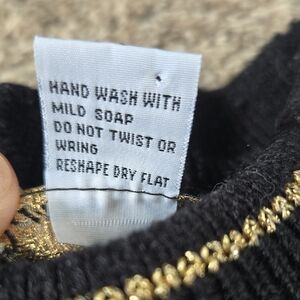 HAND WASH WITH
MILD SOAP
DO NOT TWIST OR
WRING
RESHAPE DRY FLAT